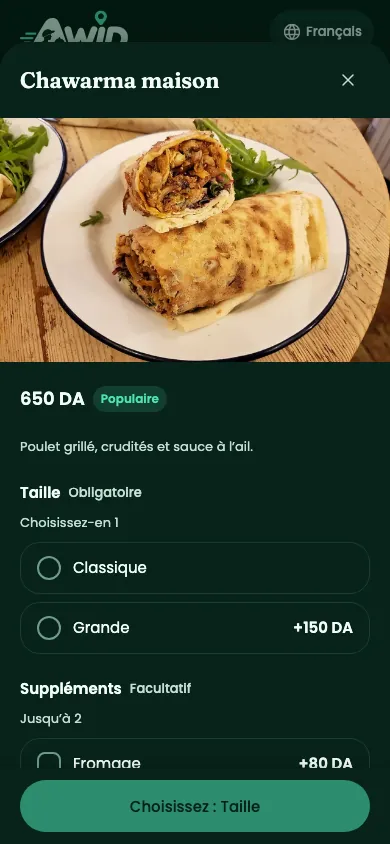 Awin
Français
Chawarma maison
650 DA Populaire
Poulet grillé, crudités et sauce à l’ail.
Taille Obligatoire
Choisissez-en 1
Classique
Grande +150 DA
Suppléments Facultatif
Jusqu’à 2
Fromage +80 DA
Choisissez : Taille